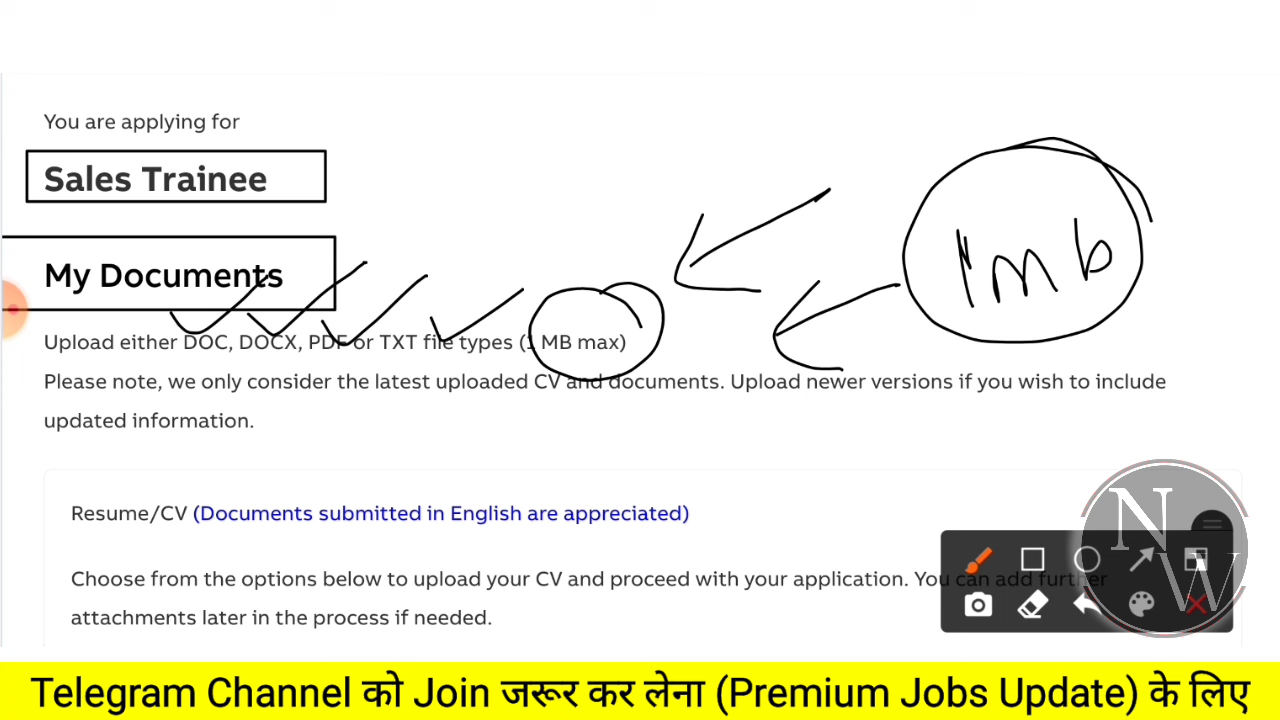 You are applying for
Sales Trainee
1mb
My Documents
Upload either DOC, DOCX, PDF or TXT file types (1 MB max)
Please note, we only consider the latest uploaded CV and documents. Upload newer versions if you wish to include
updated information.
Resume/CV (Documents submitted in English are appreciated)
Choose from the options below to upload your CV and proceed with your application. You can add further
attachments later in the process if needed.
NW
Telegram Channel को Join जरूर कर लेना (Premium Jobs Update) के लिए